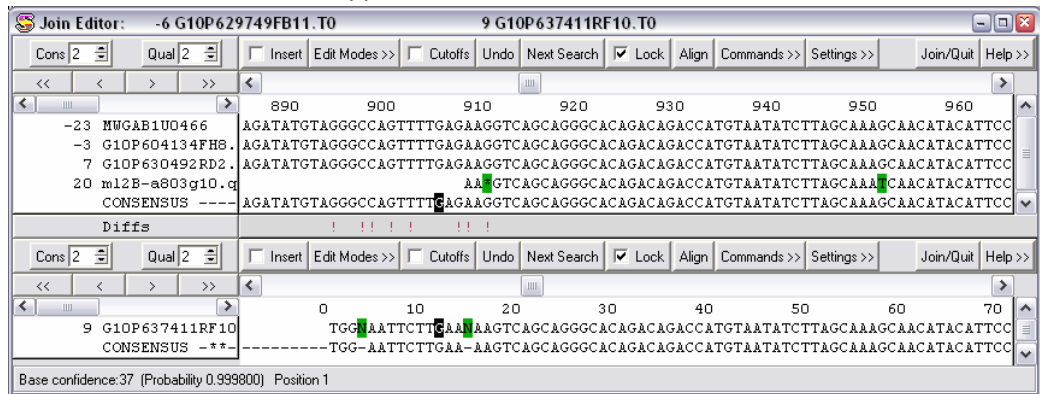 Join Editor: -6 G10P629749FB11.T0 9 G10P637411RF10.T0
Cons 2 Qual 2 Insert Edit Modes >> Cutoffs Undo Next Search Lock Align Commands >> Settings >> Join/Quit Help >>
<< < > >>
890 900 910 920 930 940 950 960
-23 MWGAB1U0466 AGATATGTAGGGCCAGTTTTGAGAAGGTCAGCAGGGCACAGACAGACCATGTAATATCTTAGCAAAGCAACATACATTCC
-3 G10P604134FH8. AGATATGTAGGGCCAGTTTTGAGAAGGTCAGCAGGGCACAGACAGACCATGTAATATCTTAGCAAAGCAACATACATTCC
7 G10P630492RD2. AGATATGTAGGGCCAGTTTTGAGAAGGTCAGCAGGGCACAGACAGACCATGTAATATCTTAGCAAAGCAACATACATTCC
20 ml2B-a803g10.q AA*GTCAGCAGGGCACAGACAGACCATGTAATATCTTAGCAAATCAACATACATTCC
CONSENSUS ---- AGATATGTAGGGCCAGTTTTGAGAAGGTCAGCAGGGCACAGACAGACCATGTAATATCTTAGCAAAGCAACATACATTCC
Diffs ! !! ! ! !! !
Cons 2 Qual 2 Insert Edit Modes >> Cutoffs Undo Next Search Lock Align Commands >> Settings >> Join/Quit Help >>
<< < > >>
0 10 20 30 40 50 60 70
9 G10P637411RF10 TGGNAATTCTTGAANAAGTCAGCAGGGCACAGACAGACCATGTAATATCTTAGCAAAGCAACATACATTCC
CONSENSUS -**- ---------TGG-AATTCTTGAA-AAGTCAGCAGGGCACAGACAGACCATGTAATATCTTAGCAAAGCAACATACATTCC
Base confidence:37 (Probability 0.999800) Position 1